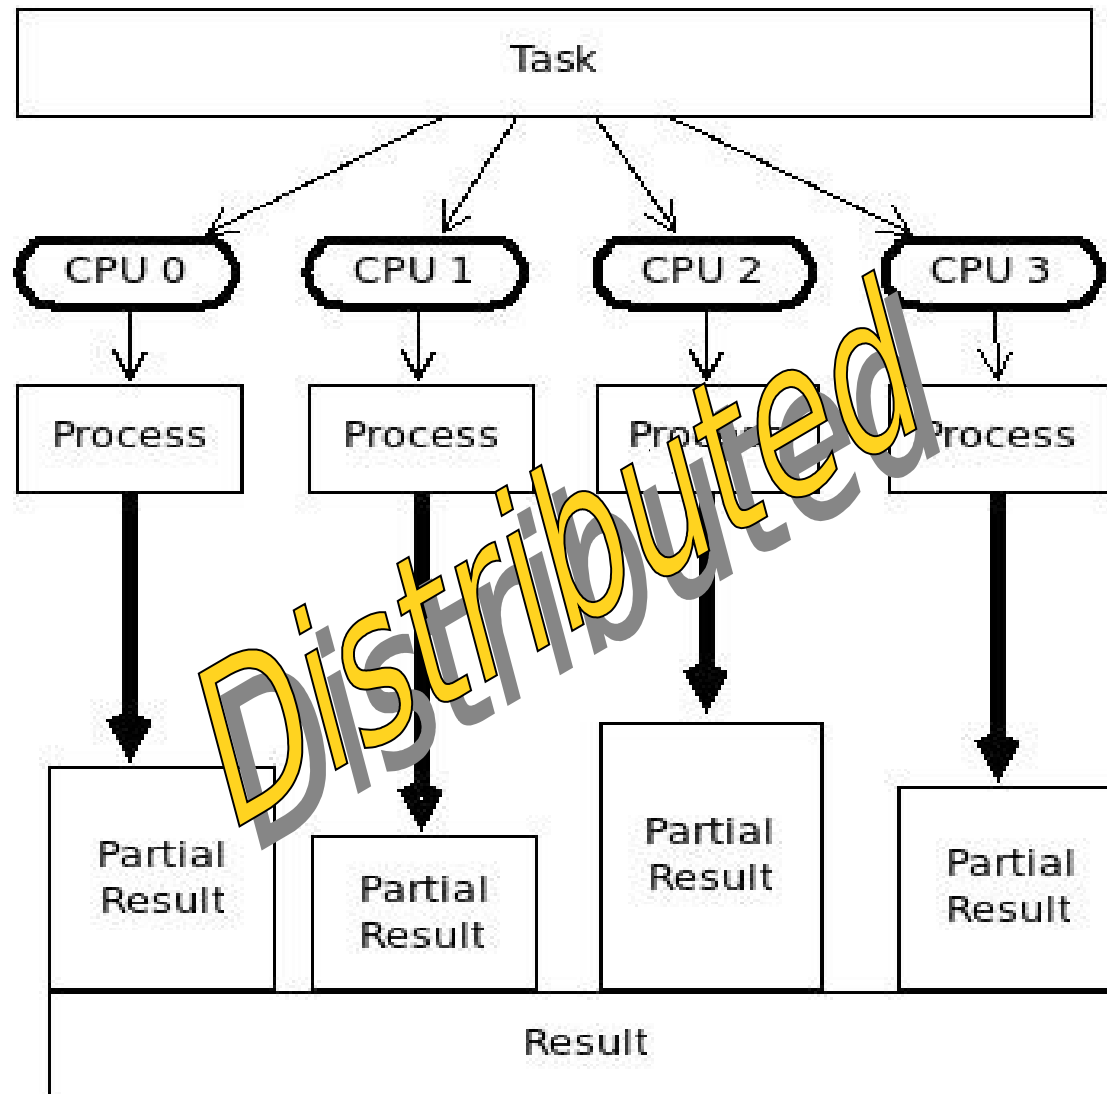 Task
CPU 0
CPU 1
CPU 2
CPU 3
Process
Process
Process
Process
Distributed
Partial
Result
Partial
Result
Partial
Result
Partial
Result
Result